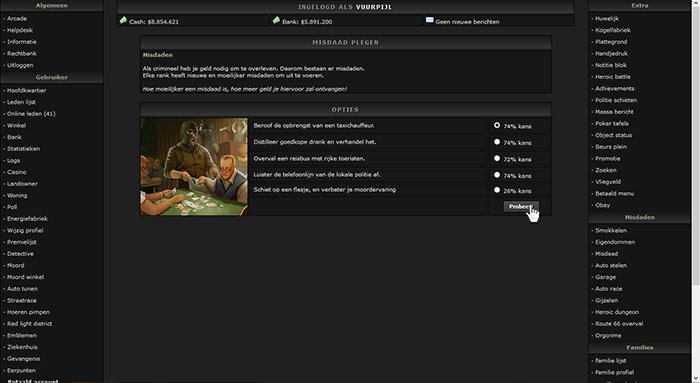 Algemeen
- Arcade
- Helpdesk
- Informatie
- Rechtbank
- Uitloggen
Gebruiker
- Hoofdkwartier
- Leden lijst
- Online leden (41)
- Winkel
- Bank
- Statistieken
- Logs
- Casino
- Landowner
- Woning
- Poll
- Energiefabriek
- Wijzig profiel
- Premielijst
- Detective
- Moord
- Moord winkel
- Auto tunen
- Straatrace
- Hoeren pimpen
- Red light district
- Emblemen
- Ziekenhuis
- Gevangenis
- Eerpunten
- Betaald account
INGELOGD ALS VUURPIJL
Cash: $8.854.621
Bank: $5.891.200
Geen nieuwe berichten
MISDAAD PLEGEN
Misdaden
Als crimineel heb je geld nodig om te overleven. Daarom bestaan er misdaden.
Elke rank heeft nieuwe en moeilijker misdaden om uit te voeren.
Hoe moeilijker een misdaad is, hoe meer geld je hiervoor zal ontvangen!
OPTIES
Beroof de opbrengst van een taxichauffeur. 74% kans
Distilleer goedkope drank en verhandel het. 74% kans
Overval een reisbus met rijke toeristen. 72% kans
Luister de telefoonlijn van de lokale politie af. 74% kans
Schiet op een flesje, en verbeter je moordervaring 26% kans
Probeer
Extra
- Huwelijk
- Kogelfabriek
- Plattegrond
- Handjedruk
- Notitie blok
- Heroic battle
- Achievements
- Politie schieten
- Massa bericht
- Poker tafels
- Object status
- Beurs plein
- Promotie
- Zoeken
- Vliegveld
- Betaald menu
- Obay
Misdaden
- Smokkelen
- Eigendommen
- Misdaad
- Auto stelen
- Garage
- Auto race
- Gijzelen
- Heroic dungeon
- Route 66 overval
- Orgcrime
Families
- Familie lijst
- Familie profiel